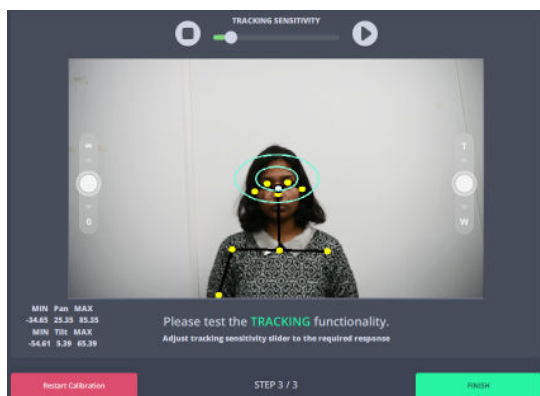 TRACKING SENSITIVITY
∞
T
0
W
MIN Pan MAX
-34.65 25.35 85.35
MIN Tilt MAX
-54.61 5.39 65.39
Please test the TRACKING functionality.
Adjust tracking sensitivity slider to the required response
Restart Calibration
STEP 3 / 3
FINISH